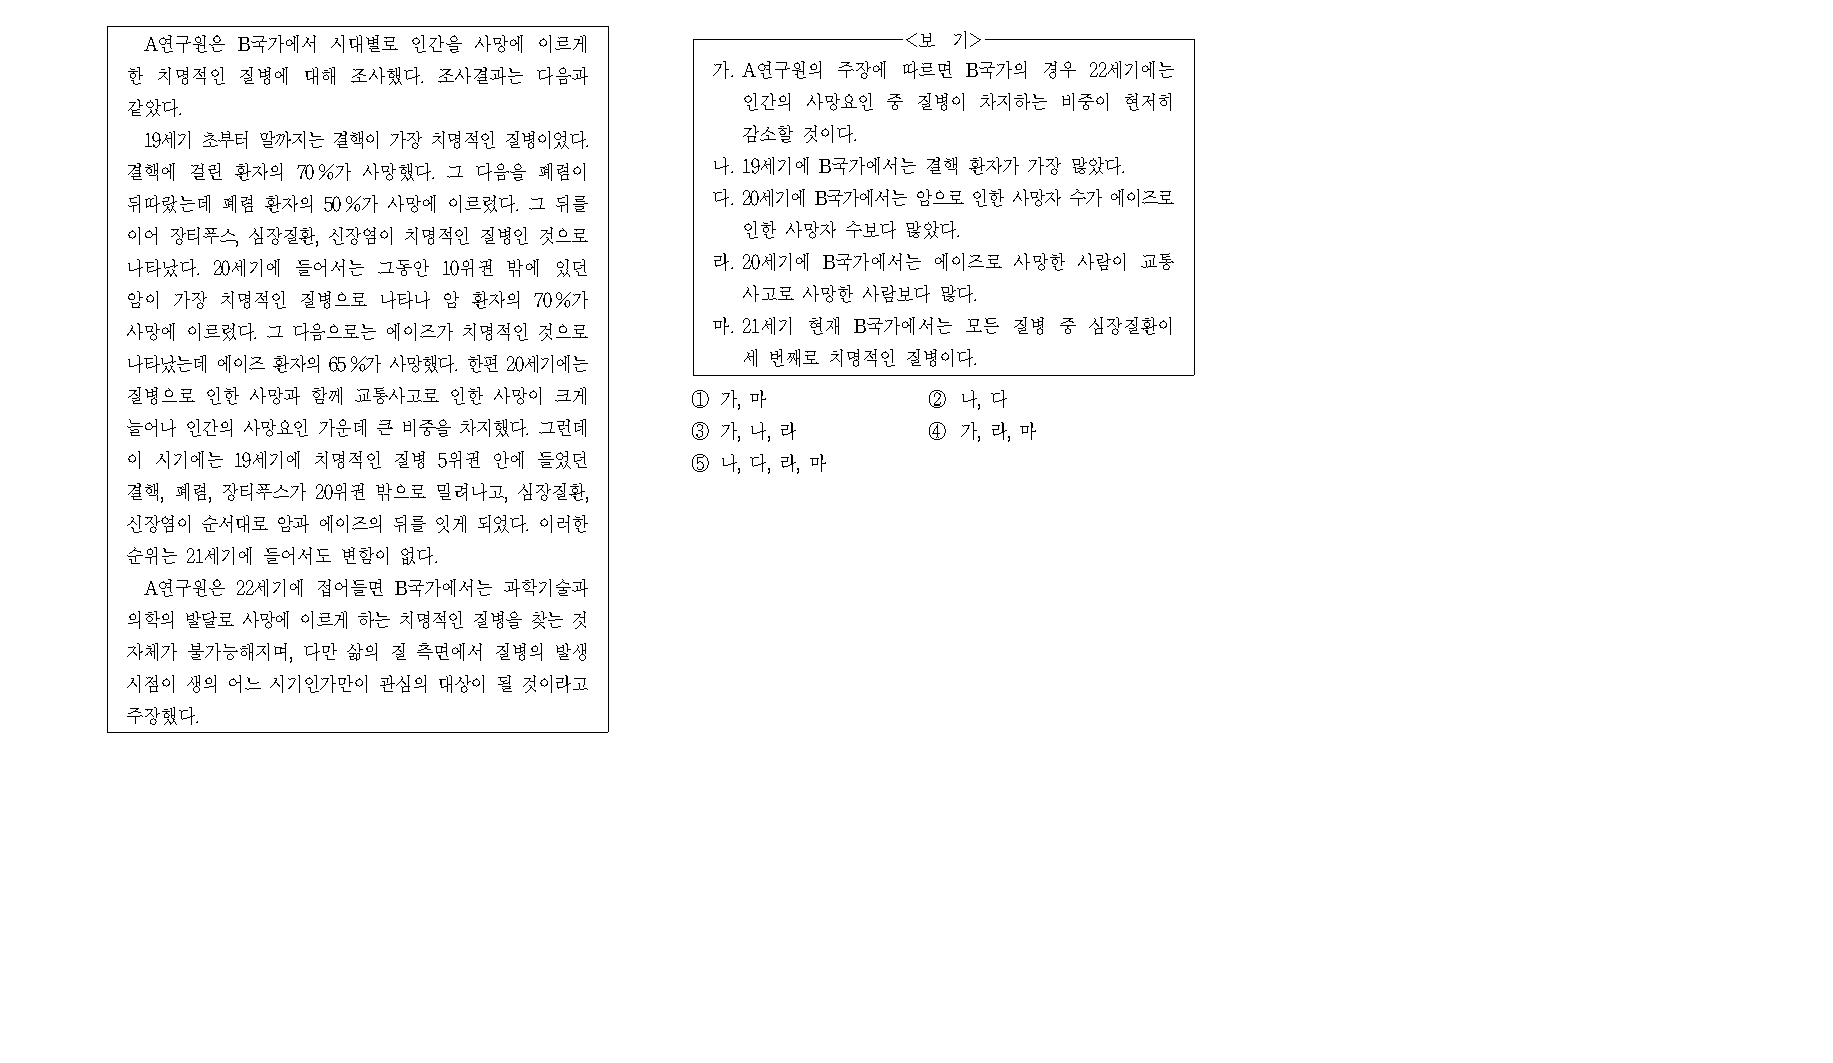 A연구원은 B국가에서 시대별로 인간을 사망에 이르게
한 치명적인 질병에 대해 조사했다. 조사결과는 다음과
같았다.
19세기 초부터 말까지는 결핵이 가장 치명적인 질병이었다.
결핵에 걸린 환자의 70%가 사망했다. 그 다음을 폐렴이
뒤따랐는데 폐렴 환자의 50%가 사망에 이르렀다. 그 뒤를
이어 장티푸스, 심장질환, 신장염이 치명적인 질병인 것으로
나타났다. 20세기에 들어서는 그동안 10위권 밖에 있던
암이 가장 치명적인 질병으로 나타나 암 환자의 70%가
사망에 이르렀다. 그 다음으로는 에이즈가 치명적인 것으로
나타났는데 에이즈 환자의 65%가 사망했다. 한편 20세기에는
질병으로 인한 사망과 함께 교통사고로 인한 사망이 크게
늘어나 인간의 사망요인 가운데 큰 비중을 차지했다. 그런데
이 시기에는 19세기에 치명적인 질병 5위권 안에 들었던
결핵, 폐렴, 장티푸스가 20위권 밖으로 밀려나고, 심장질환,
신장염이 순서대로 암과 에이즈의 뒤를 잇게 되었다. 이러한
순위는 21세기에 들어서도 변함이 없다.
A연구원은 22세기에 접어들면 B국가에서는 과학기술과
의학의 발달로 사망에 이르게 하는 치명적인 질병을 찾는 것
자체가 불가능해지며, 다만 삶의 질 측면에서 질병의 발생
시점이 생의 어느 시기인가만이 관심의 대상이 될 것이라고
주장했다.
<보 기>
가. A연구원의 주장에 따르면 B국가의 경우 22세기에는
인간의 사망요인 중 질병이 차지하는 비중이 현저히
감소할 것이다.
나. 19세기에 B국가에서는 결핵 환자가 가장 많았다.
다. 20세기에 B국가에서는 암으로 인한 사망자 수가 에이즈로
인한 사망자 수보다 많았다.
라. 20세기에 B국가에서는 에이즈로 사망한 사람이 교통
사고로 사망한 사람보다 많다.
마. 21세기 현재 B국가에서는 모든 질병 중 심장질환이
세 번째로 치명적인 질병이다.
① 가, 마 ② 나, 다
③ 가, 나, 라 ④ 가, 라, 마
⑤ 나, 다, 라, 마